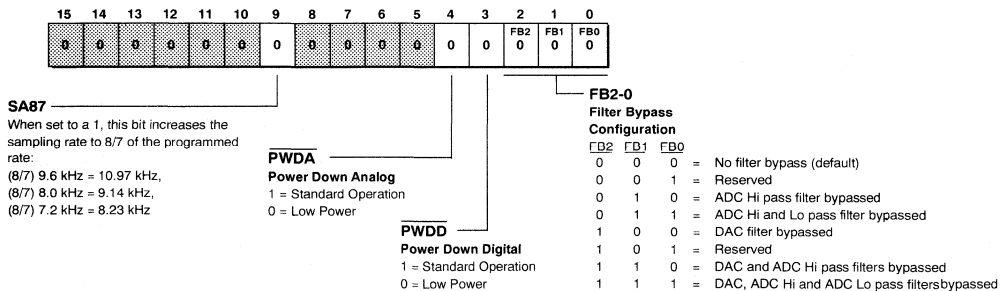 15 14 13 12 11 10 9 8 7 6 5 4 3 2 1 0
FB2 FB1 FB0
0 0 0 0 0 0 0 0 0 0 0 0 0 0 0 0
SA87
When set to a 1, this bit increases the
sampling rate to 8/7 of the programmed
rate:
(8/7) 9.6 kHz = 10.97 kHz,
(8/7) 8.0 kHz = 9.14 kHz,
(8/7) 7.2 kHz = 8.23 kHz
PWDA
Power Down Analog
1 = Standard Operation
0 = Low Power
PWDD
Power Down Digital
1 = Standard Operation
0 = Low Power
FB2-0
Filter Bypass
Configuration
FB2 FB1 FB0
0 0 0 = No filter bypass (default)
0 0 1 = Reserved
0 1 0 = ADC Hi pass filter bypassed
0 1 1 = ADC Hi and Lo pass filter bypassed
1 0 0 = DAC filter bypassed
1 0 1 = Reserved
1 1 0 = DAC and ADC Hi pass filters bypassed
1 1 1 = DAC, ADC Hi and ADC Lo pass filtersbypassed